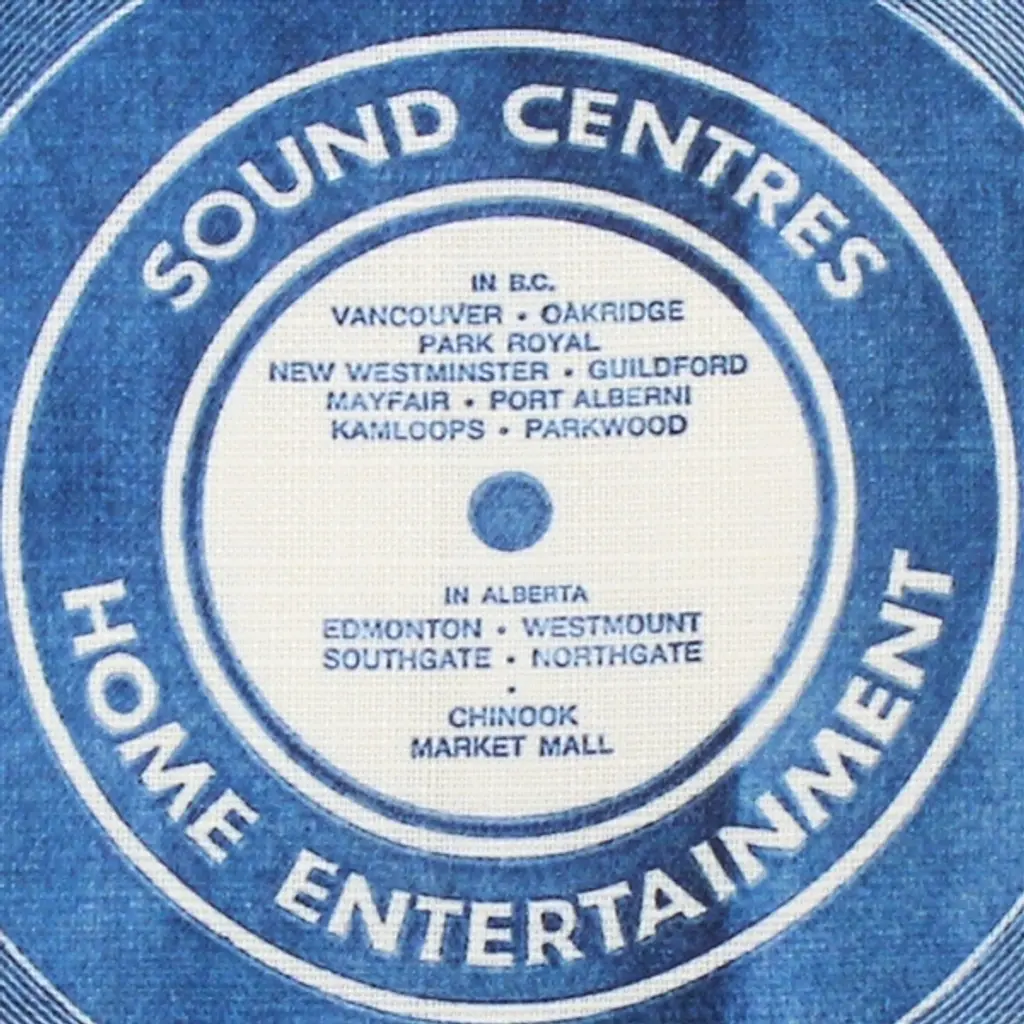 SOUND CENTRES
IN B.C.
VANCOUVER • OAKRIDGE
PARK ROYAL
NEW WESTMINSTER • GUILDFORD
MAYFAIR • PORT ALBERNI
KAMLOOPS • PARKWOOD
IN ALBERTA
EDMONTON • WESTMOUNT
SOUTHGATE • NORTHGATE
•
CHINOOK
MARKET MALL
HOME ENTERTAINMENT